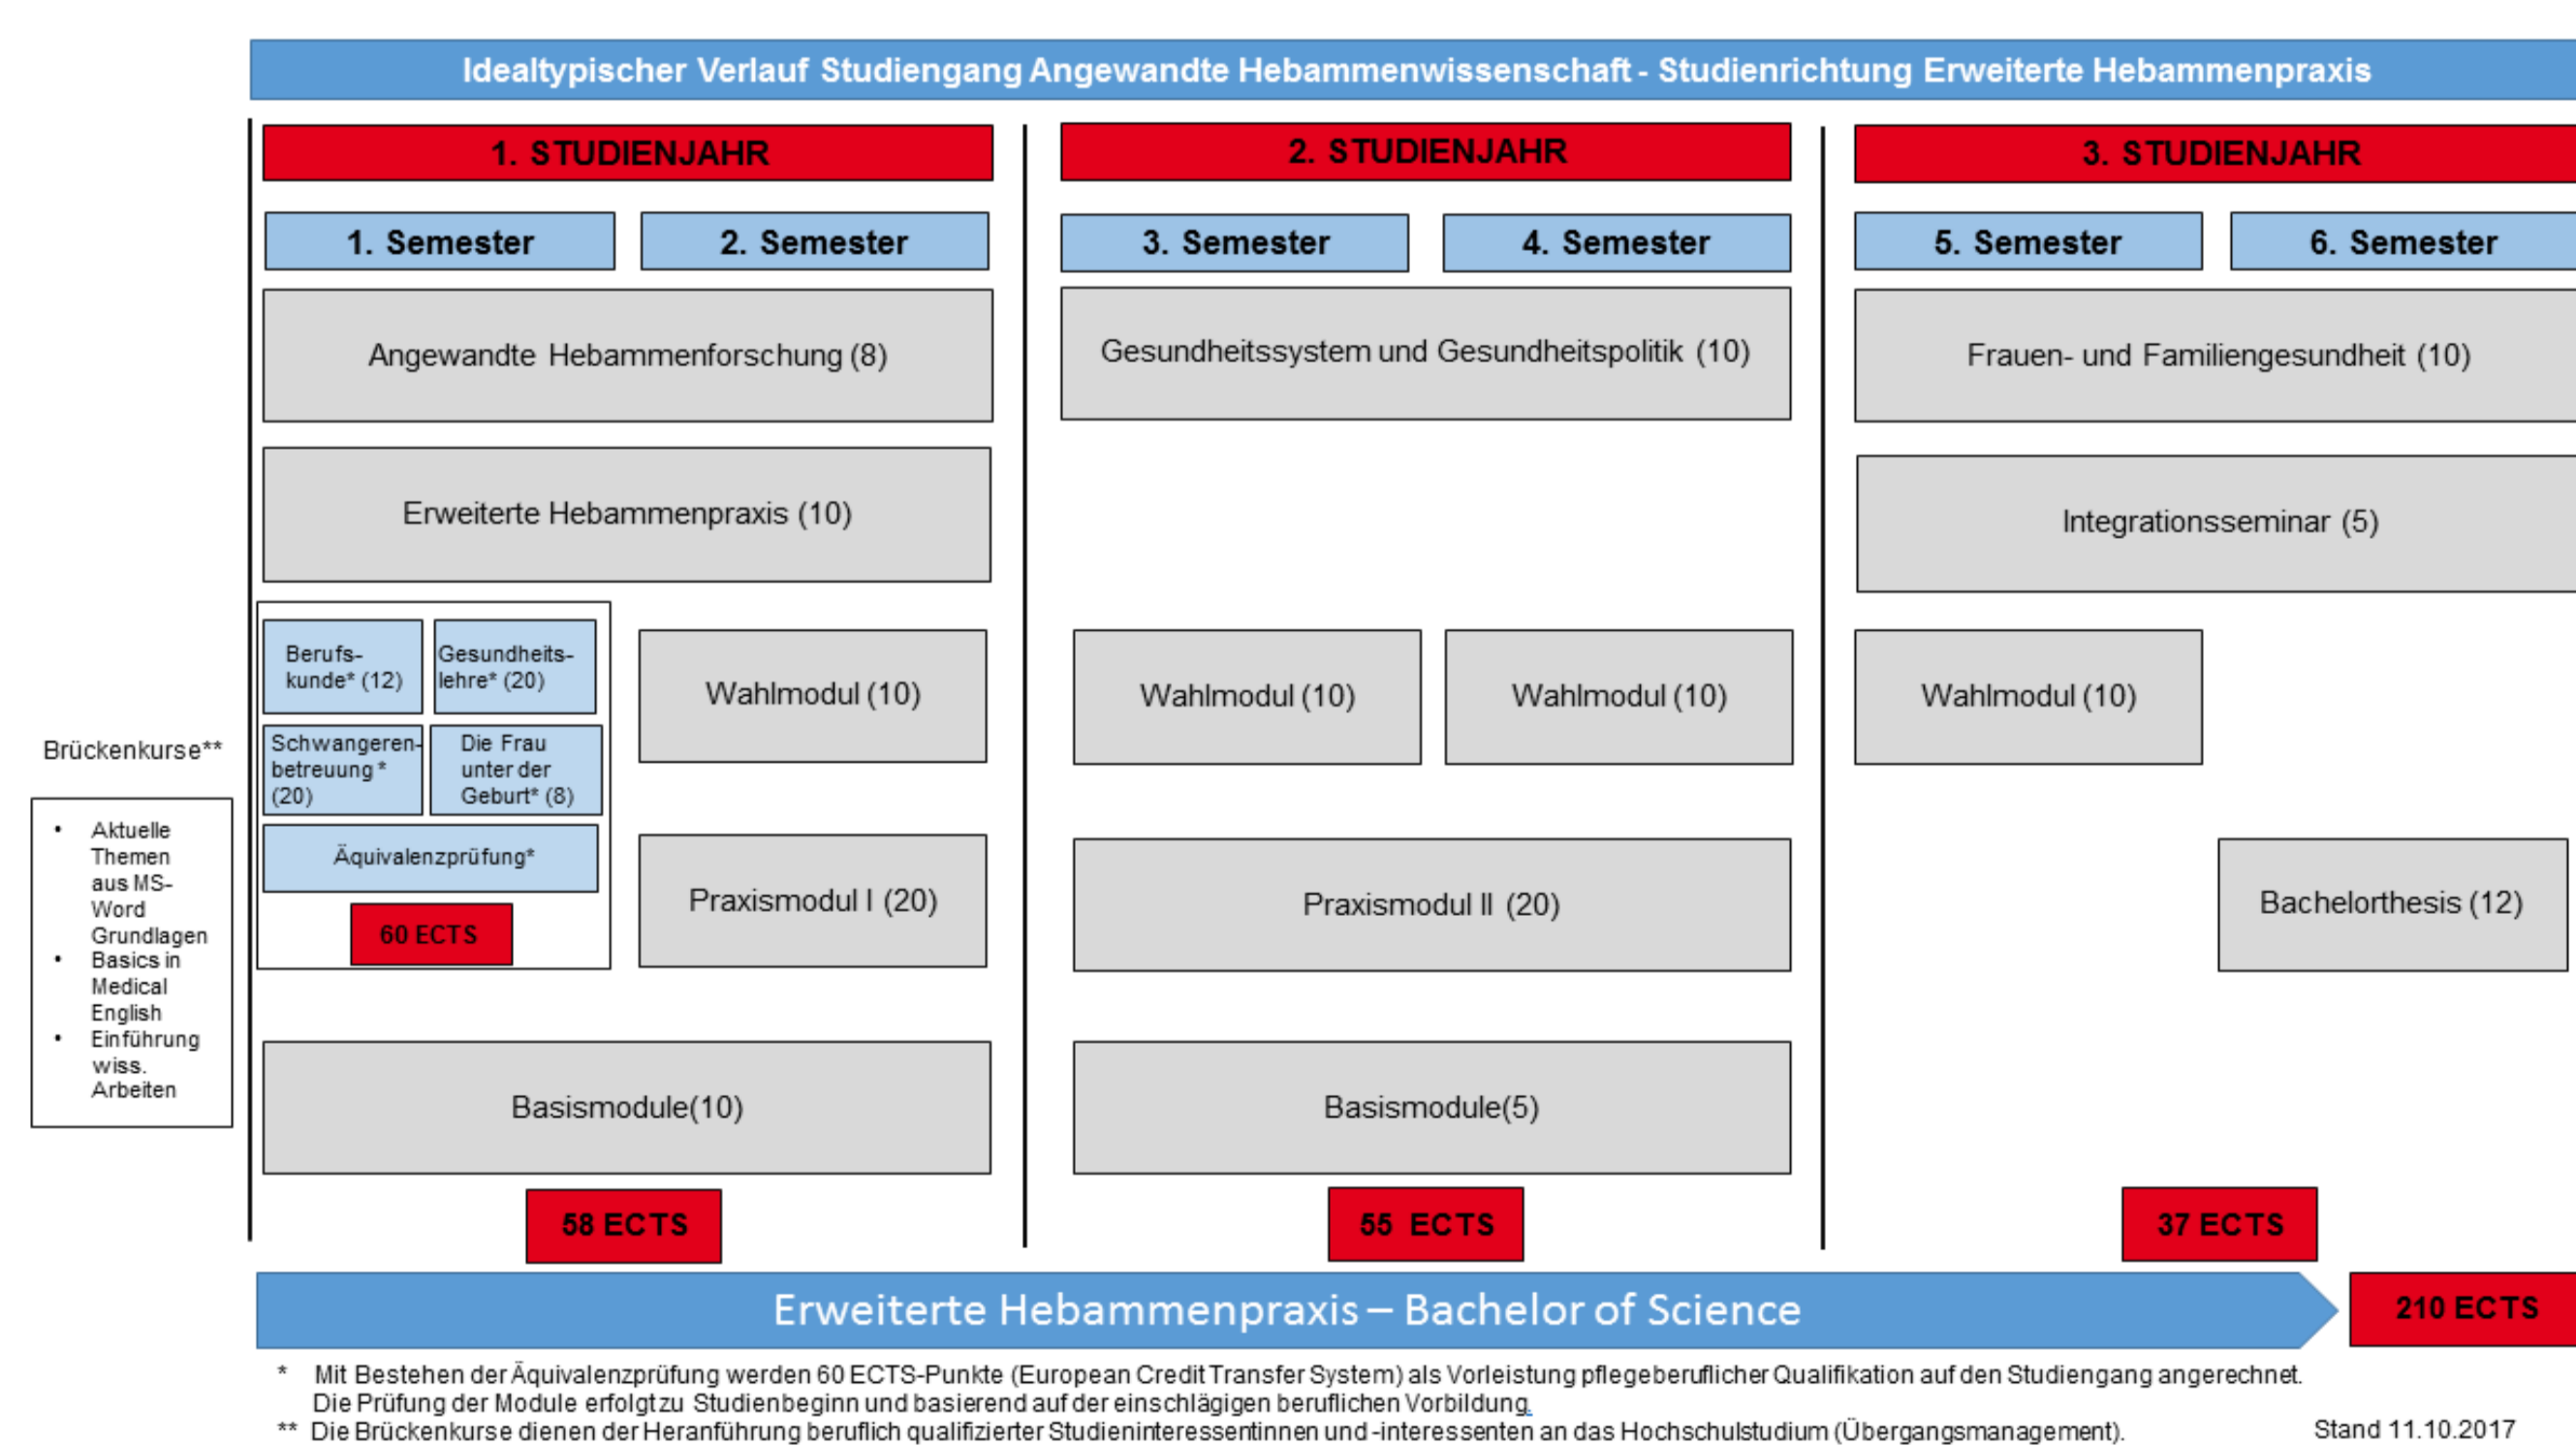 Idealtypischer Verlauf Studiengang Angewandte Hebammenwissenschaft - Studienrichtung Erweiterte Hebammenpraxis
1. STUDIENJAHR
2. STUDIENJAHR
3. STUDIENJAHR
1. Semester
2. Semester
3. Semester
4. Semester
5. Semester
6. Semester
Angewandte Hebammenforschung (8)
Gesundheitssystem und Gesundheitspolitik (10)
Frauen- und Familiengesundheit (10)
Erweiterte Hebammenpraxis (10)
Integrationsseminar (5)
Berufs-
kunde* (12)
Gesundheits-
lehre* (20)
Schwangeren-
betreuung *
(20)
Die Frau
unter der
Geburt* (8)
Äquivalenzprüfung*
60 ECTS
Wahlmodul (10)
Wahlmodul (10)
Wahlmodul (10)
Wahlmodul (10)
Brückenkurse**
• Aktuelle
Themen
aus MS-
Word
Grundlagen
• Basics in
Medical
English
• Einführung
wiss.
Arbeiten
Praxismodul I (20)
Praxismodul II (20)
Bachelorthesis (12)
Basismodule(10)
Basismodule(5)
58 ECTS
55 ECTS
37 ECTS
Erweiterte Hebammenpraxis – Bachelor of Science
210 ECTS
* Mit Bestehen der Äquivalenzprüfung werden 60 ECTS-Punkte (European Credit Transfer System) als Vorleistung pflegeberuflicher Qualifikation auf den Studiengang angerechnet.
Die Prüfung der Module erfolgt zu Studienbeginn und basierend auf der einschlägigen beruflichen Vorbildung.
** Die Brückenkurse dienen der Heranführung beruflich qualifizierter Studieninteressentinnen und -interessenten an das Hochschulstudium (Übergangsmanagement).
Stand 11.10.2017